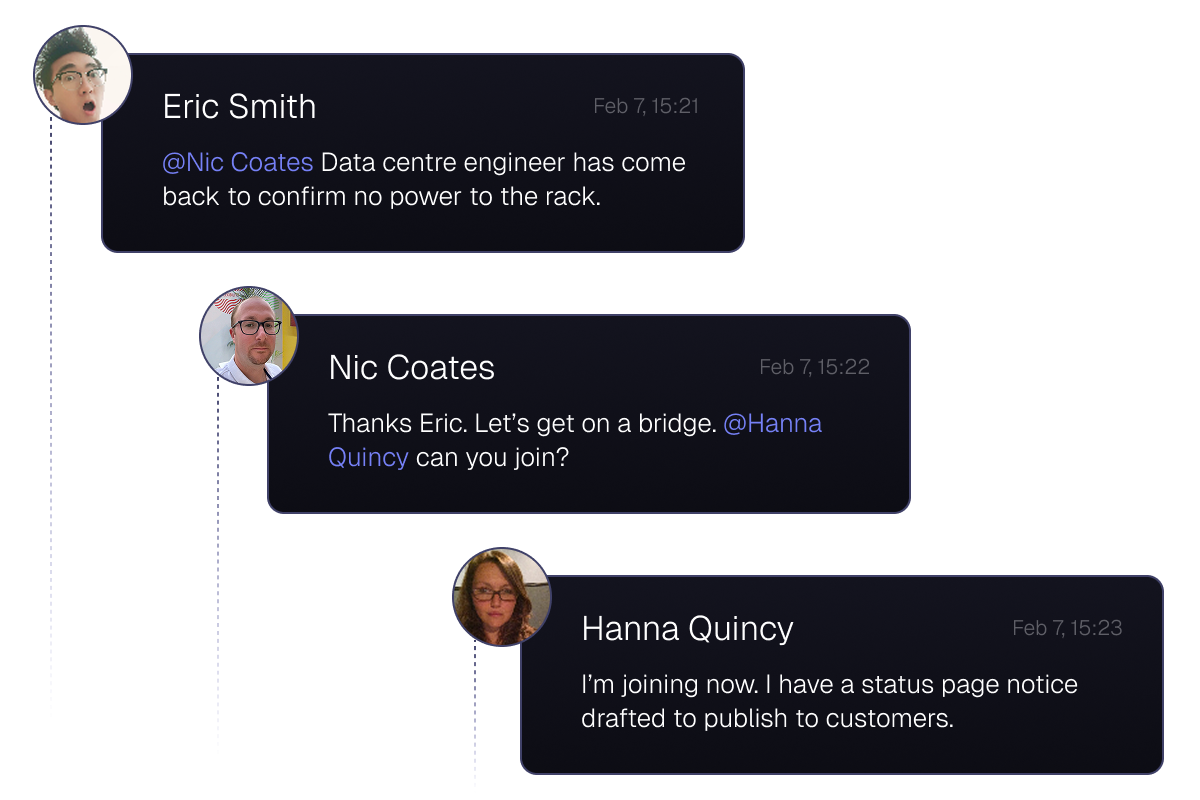 Eric Smith
Feb 7, 15:21
@Nic Coates Data centre engineer has come
back to confirm no power to the rack.
Nic Coates
Feb 7, 15:22
Thanks Eric. Let’s get on a bridge. @Hanna
Quincy can you join?
Hanna Quincy
Feb 7, 15:23
I’m joining now. I have a status page notice
drafted to publish to customers.